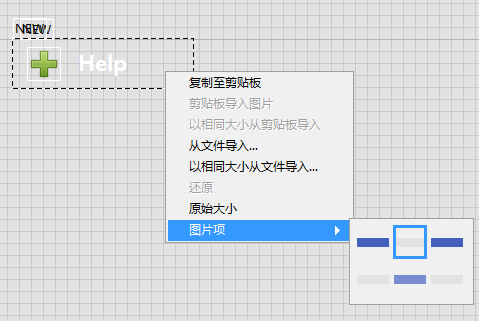 NEW
NEW
Help
复制至剪贴板
剪贴板导入图片
以相同大小从剪贴板导入
从文件导入...
以相同大小从文件导入...
还原
原始大小
图片项